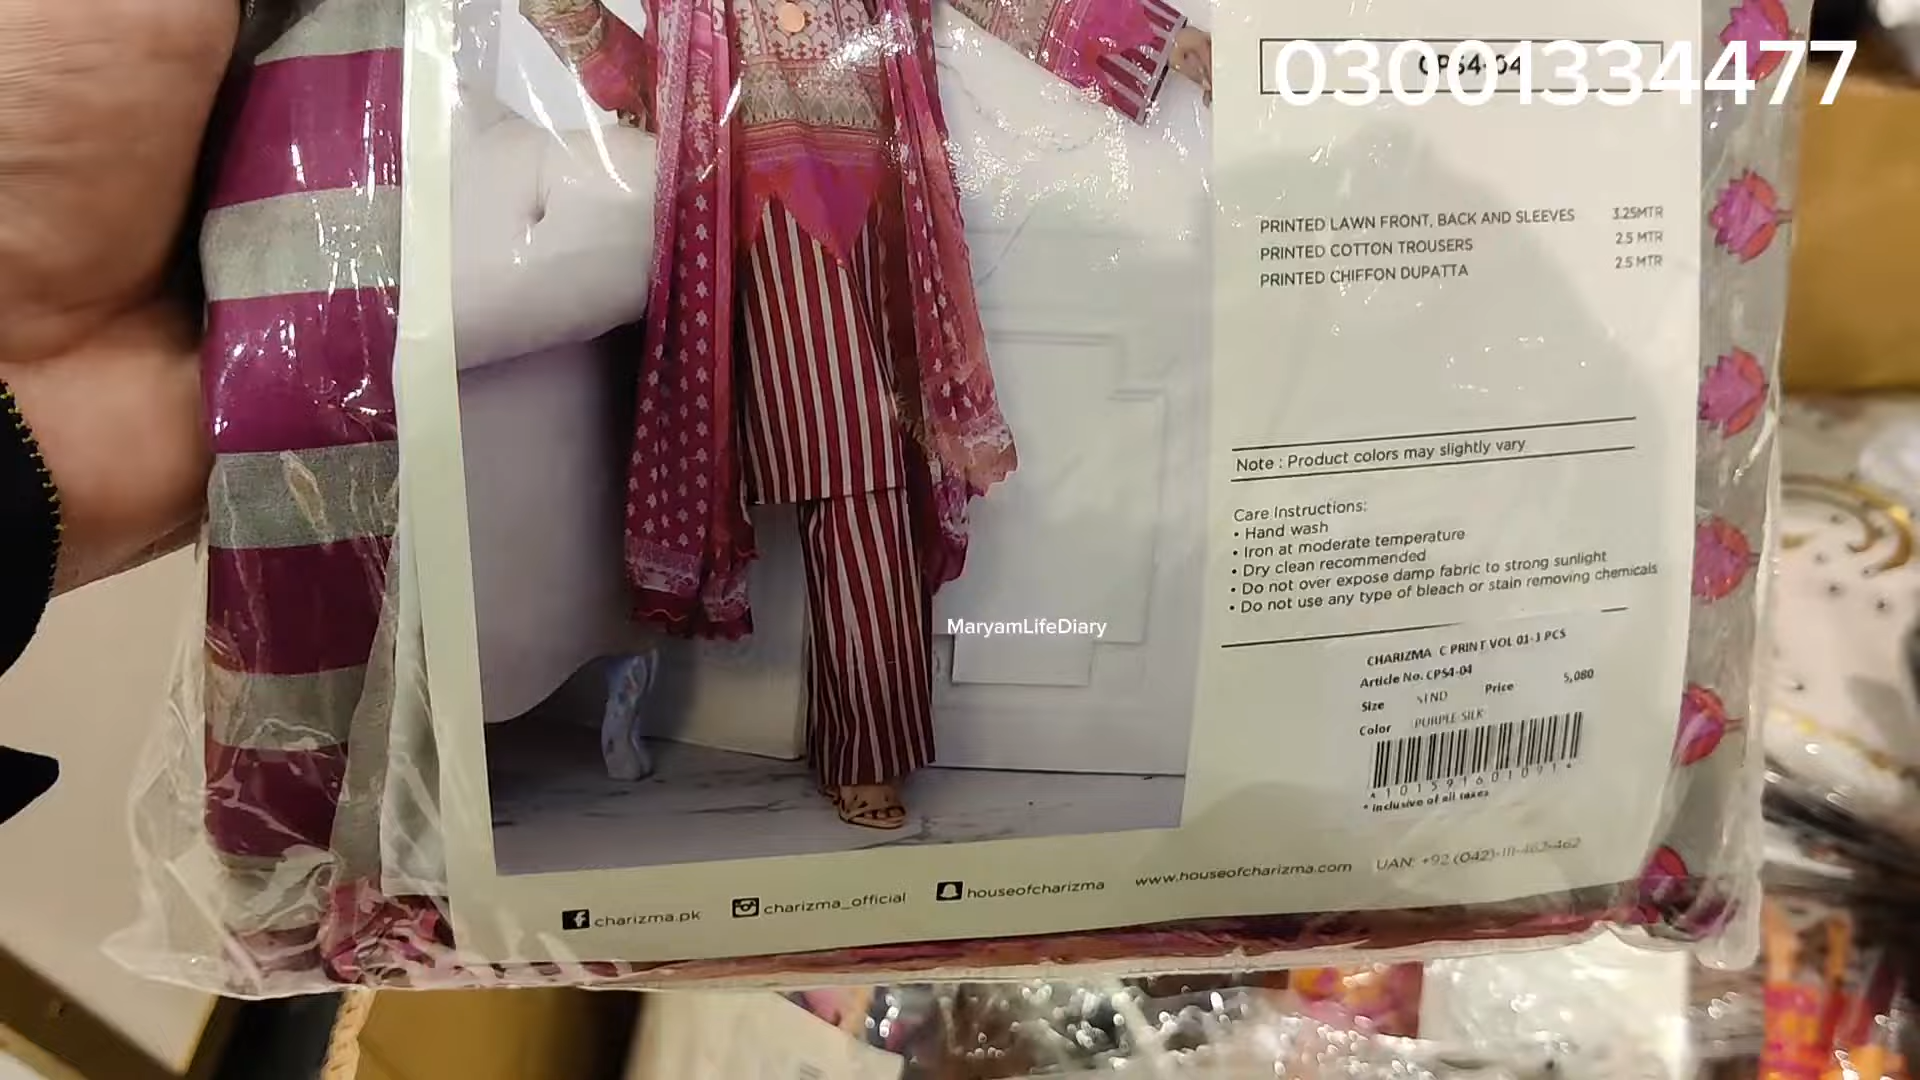 03001334477
CPS4-04
PRINTED LAWN FRONT, BACK AND SLEEVES 3.25MTR
PRINTED COTTON TROUSERS 2.5 MTR
PRINTED CHIFFON DUPATTA 2.5 MTR
Note : Product colors may slightly vary
Care Instructions:
• Hand wash
• Iron at moderate temperature
• Dry clean recommended
• Do not over expose damp fabric to strong sunlight
• Do not use any type of bleach or stain removing chemicals
MaryamLifeDiary
CHARIZMA C PRINT VOL 01-3 PCS
Article No. CPS4-04
Size STND Price 5,080
Color PURPLE SILK
*101591601091*
* Inclusive of all taxes
charizma.pk charizma_official houseofcharizma www.houseofcharizma.com UAN: +92 (042)-111-462-462